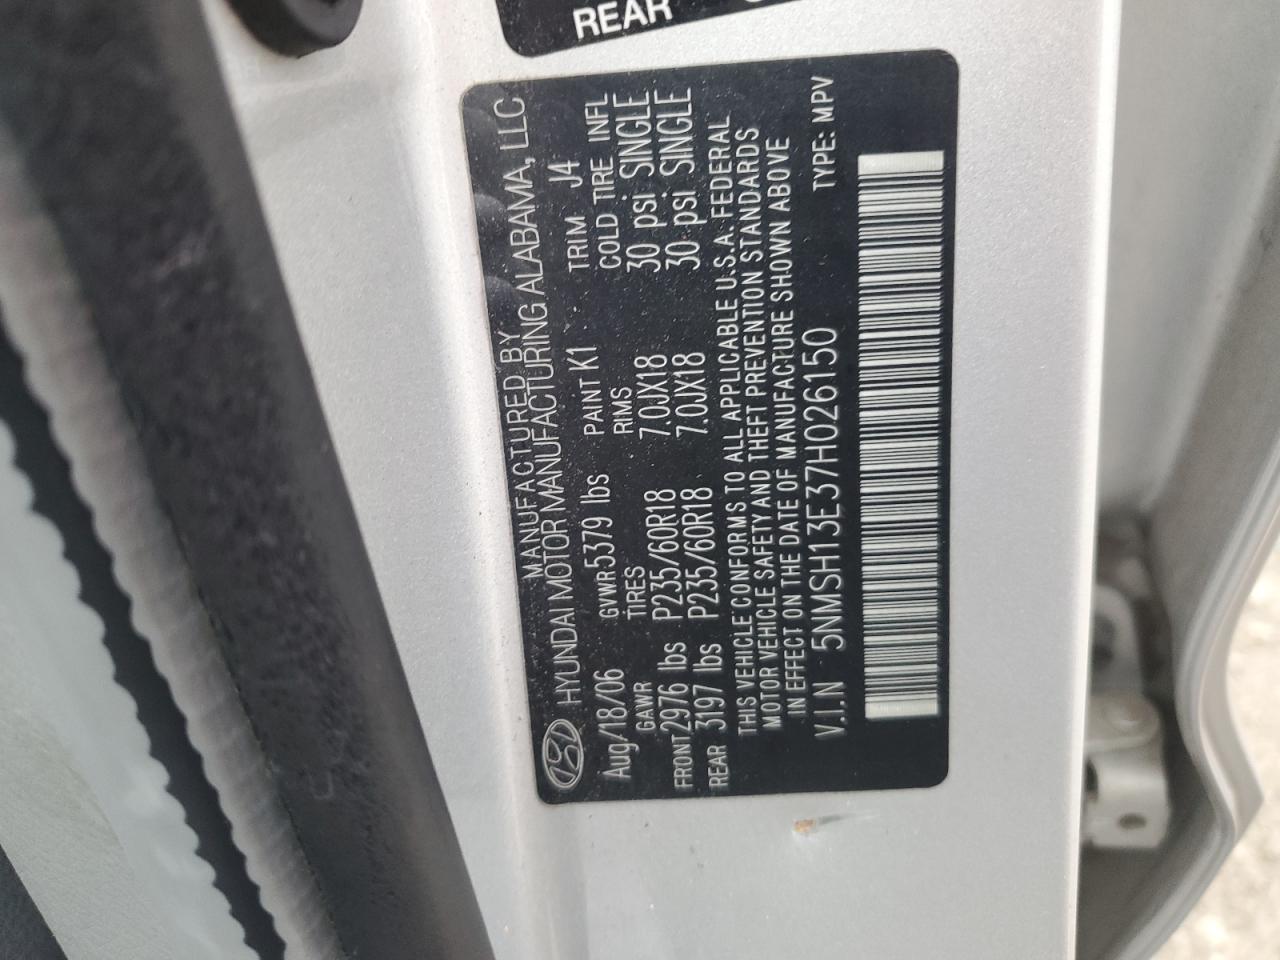 REAR
MANUFACTURED BY
HYUNDAI MOTOR MANUFACTURING ALABAMA, LLC
Aug/18/06 GVWR 5379 lbs PAINT K1 TRIM J4
GAWR TIRES RIMS COLD TIRE INFL
FRONT 2976 lbs P235/60R18 7.0JX18 30 psi SINGLE
REAR 3197 lbs P235/60R18 7.0JX18 30 psi SINGLE
THIS VEHICLE CONFORMS TO ALL APPLICABLE U.S.A. FEDERAL
MOTOR VEHICLE SAFETY AND THEFT PREVENTION STANDARDS
IN EFFECT ON THE DATE OF MANUFACTURE SHOWN ABOVE
V.I.N 5NMSH13E37H026150 TYPE: MPV